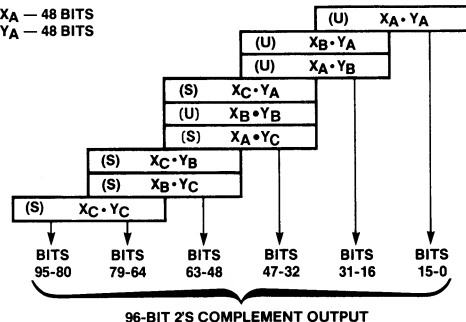 XA — 48 BITS
YA — 48 BITS
(U) XA•YA
(U) XB•YA
(U) XA•YB
(S) XC•YA
(U) XB•YB
(S) XA•YC
(S) XC•YB
(S) XB•YC
(S) XC•YC
BITS BITS BITS BITS BITS BITS
95-80 79-64 63-48 47-32 31-16 15-0
96-BIT 2'S COMPLEMENT OUTPUT